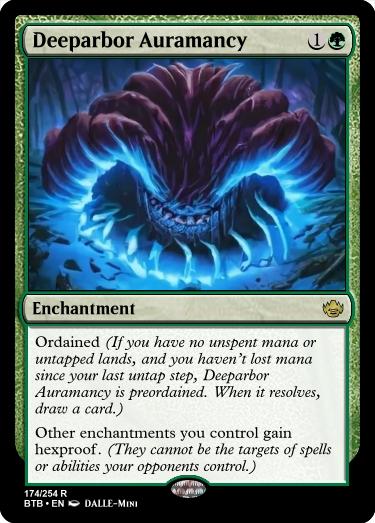 Deeparbor Auramancy 1
Enchantment
Ordained (If you have no unspent mana or
untapped lands, and you haven't lost mana
since your last untap step, Deeparbor
Auramancy is preordained. When it resolves,
draw a card.)
Other enchantments you control gain
hexproof. (They cannot be the targets of spells
or abilities your opponents control.)
174/254 R
BTB • EN DALLE-Mini